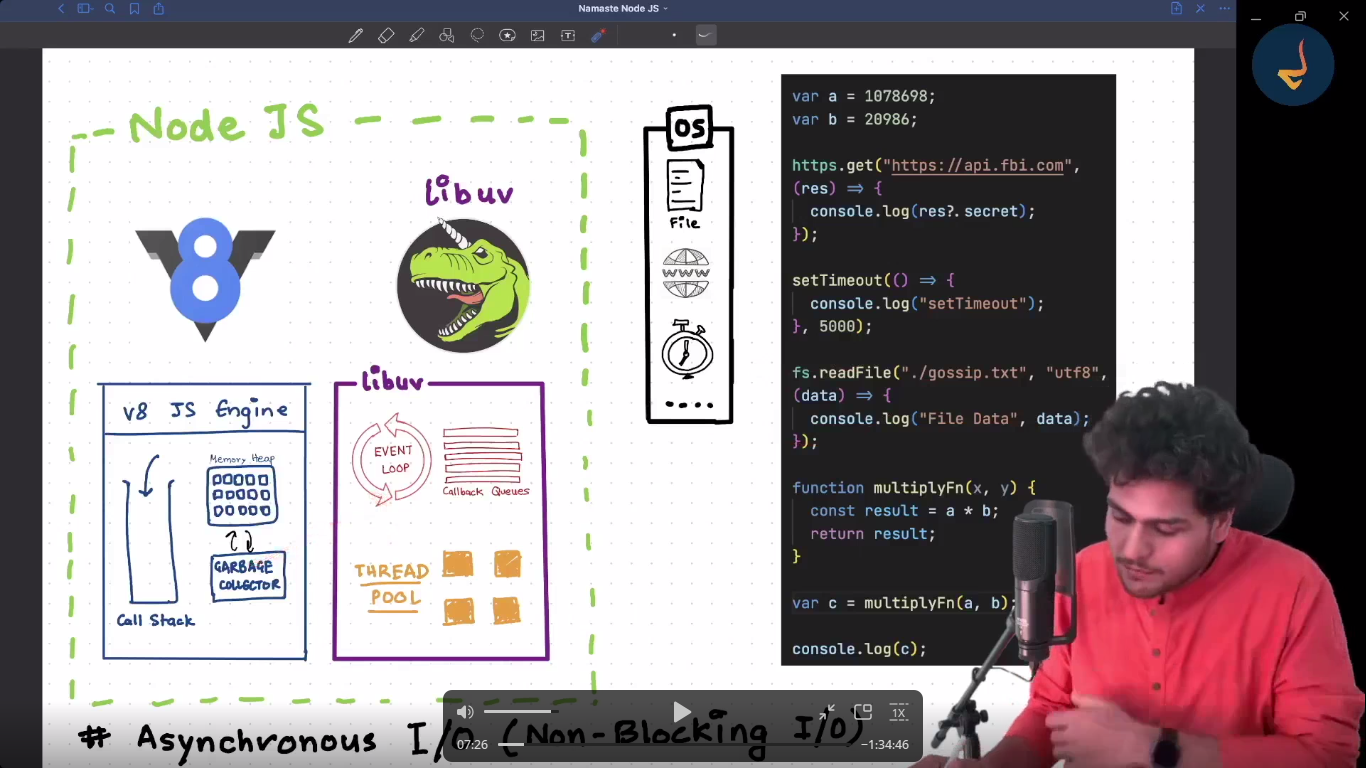 Namaste Node JS
Node JS
libuv
8
v8 JS Engine
Memory Heap
GARBAGE
COLLECTOR
Call Stack
libuv
EVENT
LOOP
Callback Queues
THREAD
POOL
OS
File
WWW
var a = 1078698;
var b = 20986;
https.get("https://api.fbi.com",
(res) => {
console.log(res?.secret);
});
setTimeout(() => {
console.log("setTimeout");
}, 5000);
fs.readFile("./gossip.txt", "utf8",
(data) => {
console.log("File Data", data);
});
function multiplyFn(x, y) {
const result = a * b;
return result;
}
var c = multiplyFn(a, b);
console.log(c);
# Asynchronous I/O (Non-Blocking I/O)
1X
07:26
-1:34:46